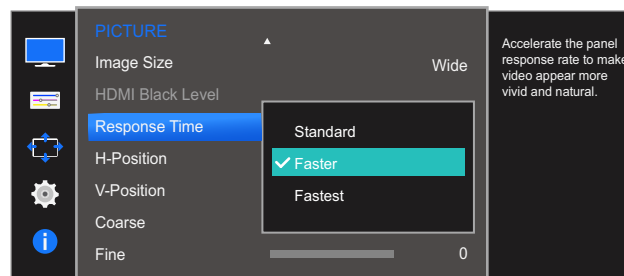 PICTURE
Image Size Wide
HDMI Black Level
Response Time
Standard
Faster
Fastest
H-Position
V-Position
Coarse
Fine 0
Accelerate the panel
response rate to make
video appear more
vivid and natural.